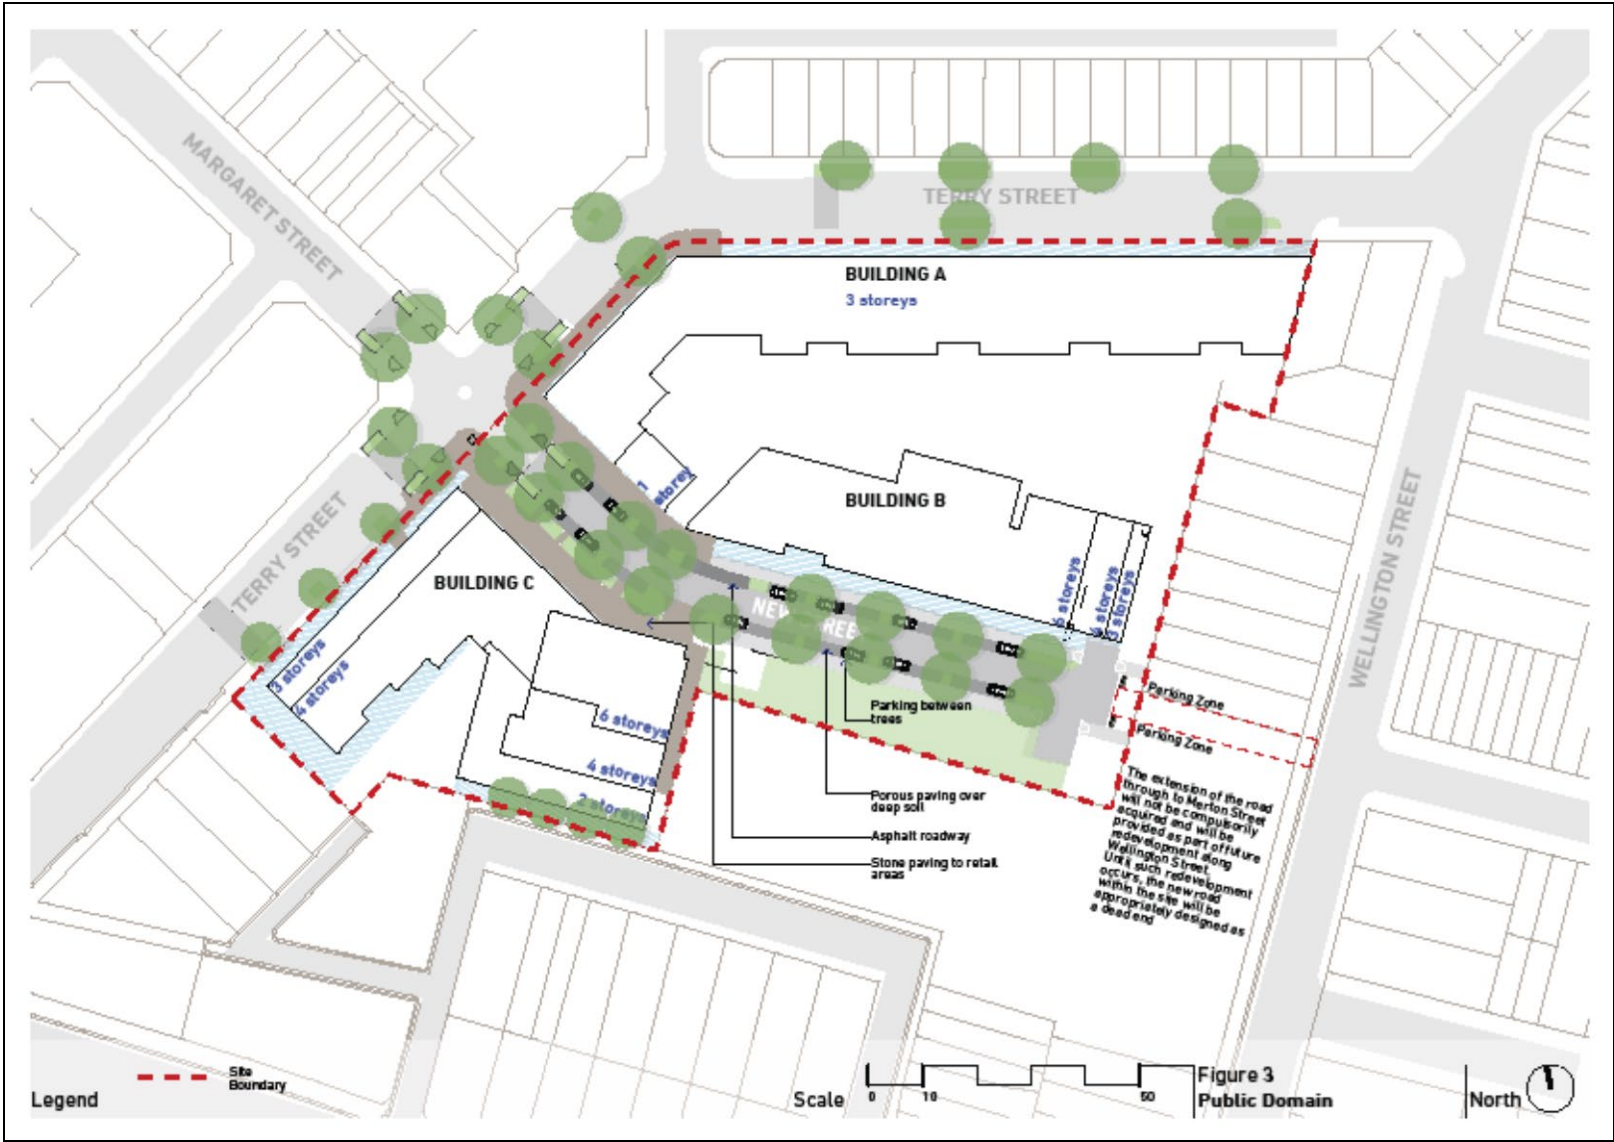 MARGARET STREET
TERRY STREET
BUILDING A
3 storeys
1
storey
BUILDING B
TERRY STREET
BUILDING C
WELLINGTON STREET
3 storeys
4 storeys
3 storeys
4 storeys
6 storeys
4 storeys
2 storeys
Parking Zone
Parking Zone
Parking between
trees
Porous paving over
deep soil
Asphalt roadway
Stone paving to retail
areas
The extension of the road
through to Merton Street
will not be compulsorily
acquired and will be
provided as part of future
redevelopment along
Wellington Street.
Until such redevelopment
occurs, the new road
within the site will be
appropriately designed as
a dead end
Legend
Site
Boundary
Scale
0 10 50
Figure 3
Public Domain
North